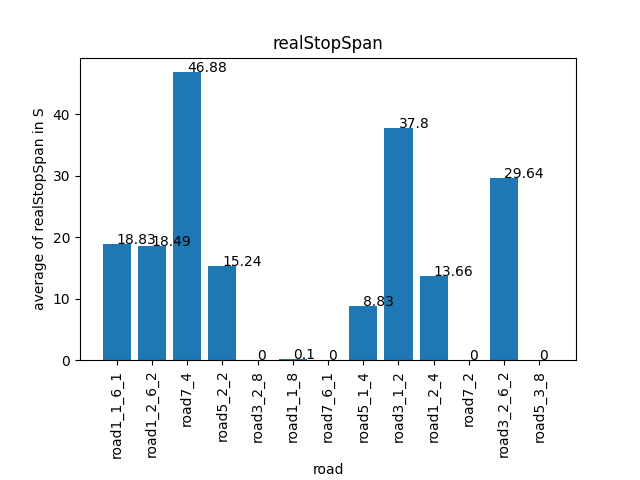 realStopSpan
average of realStopSpan in S
40
30
20
10
0
46.88
37.8
29.64
18.83
18.49
15.24
13.66
8.83
0
0.1
0
0
0
road1_1_6_1
road1_2_6_2
road7_4
road5_2_2
road3_2_8
road1_1_8
road7_6_1
road5_1_4
road3_1_2
road1_2_4
road7_2
road3_2_6_2
road5_3_8
road